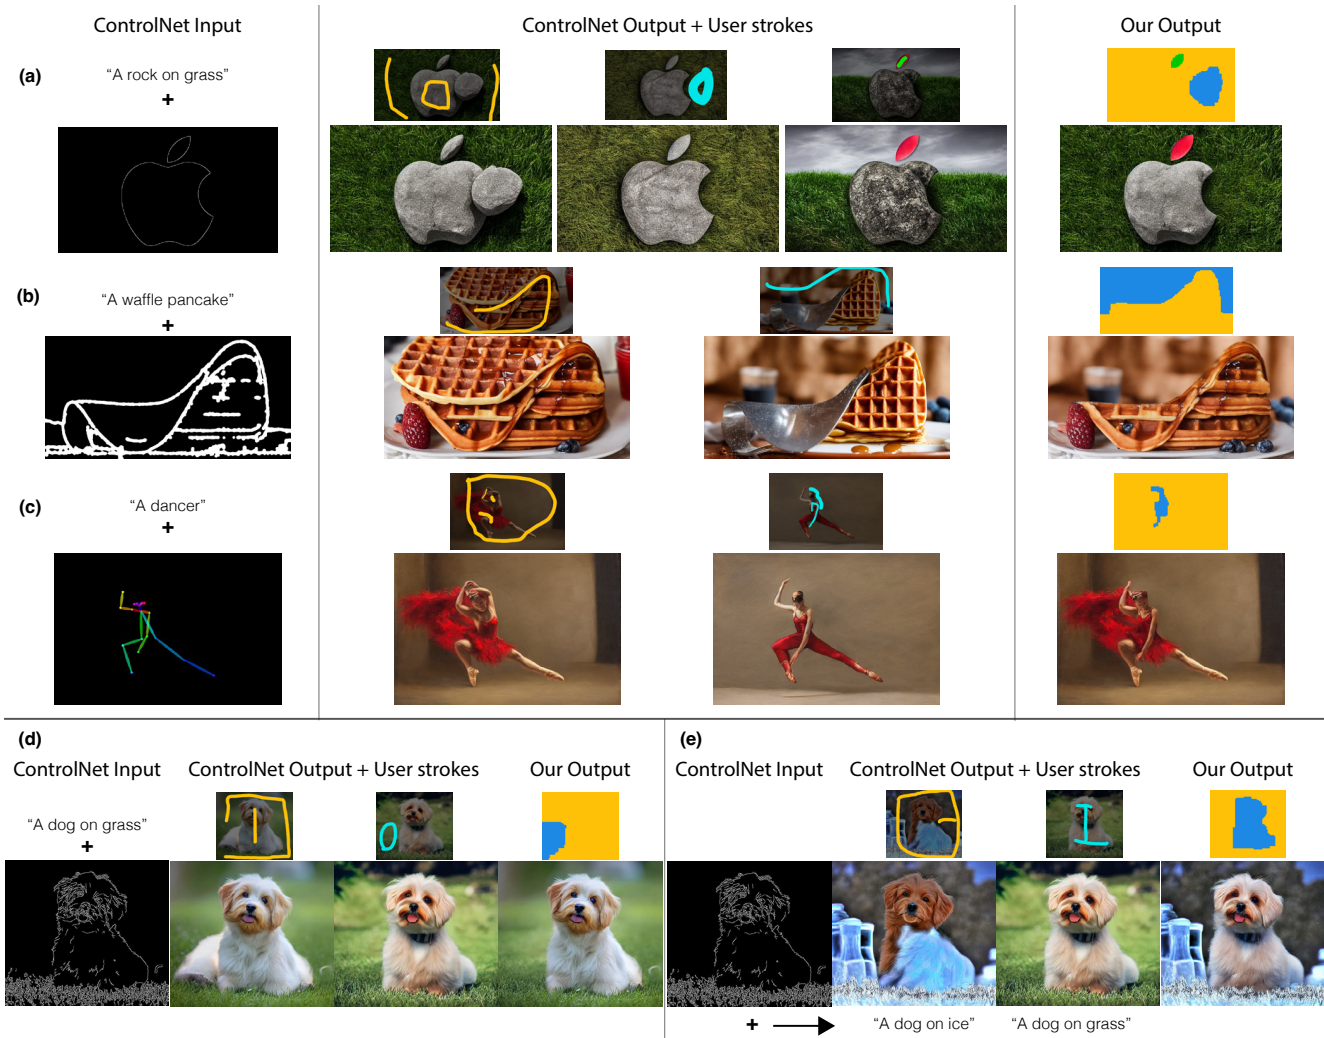 ControlNet Input
ControlNet Output + User strokes
Our Output
(a)
“A rock on grass”
+
(b)
“A waffle pancake”
+
(c)
“A dancer”
+
(d)
ControlNet Input
ControlNet Output + User strokes
Our Output
“A dog on grass”
+
(e)
ControlNet Input
ControlNet Output + User strokes
Our Output
+
“A dog on ice”
“A dog on grass”